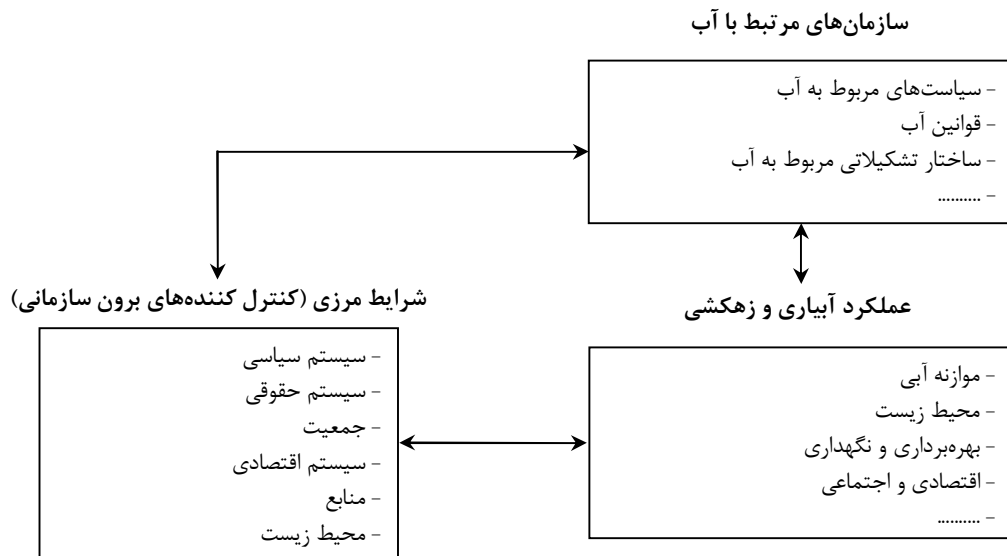 سازمان‌های مرتبط با آب
- سیاست‌های مربوط به آب
- قوانین آب
- ساختار تشکیلاتی مربوط به آب
- ..........
عملکرد آبیاری و زهکشی
- موازنه آبی
- محیط زیست
- بهره‌برداری و نگهداری
- اقتصادی و اجتماعی
- ..........
شرایط مرزی (کنترل کننده‌های برون سازمانی)
- سیستم سیاسی
- سیستم حقوقی
- جمعیت
- سیستم اقتصادی
- منابع
- محیط زیست